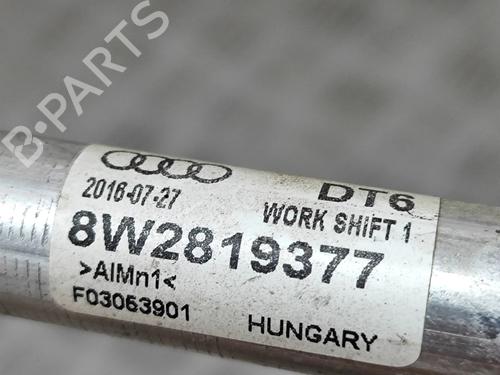 B-PARTS
DT6
2016-07-27
WORK SHIFT 1
8W2819377
>AlMn1<
F03063901
HUNGARY